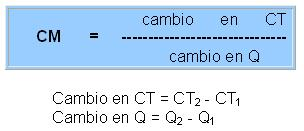 cambio en CT
CM = ------------------------------
cambio en Q
Cambio en CT = CT₂ - CT₁
Cambio en Q = Q₂ - Q₁